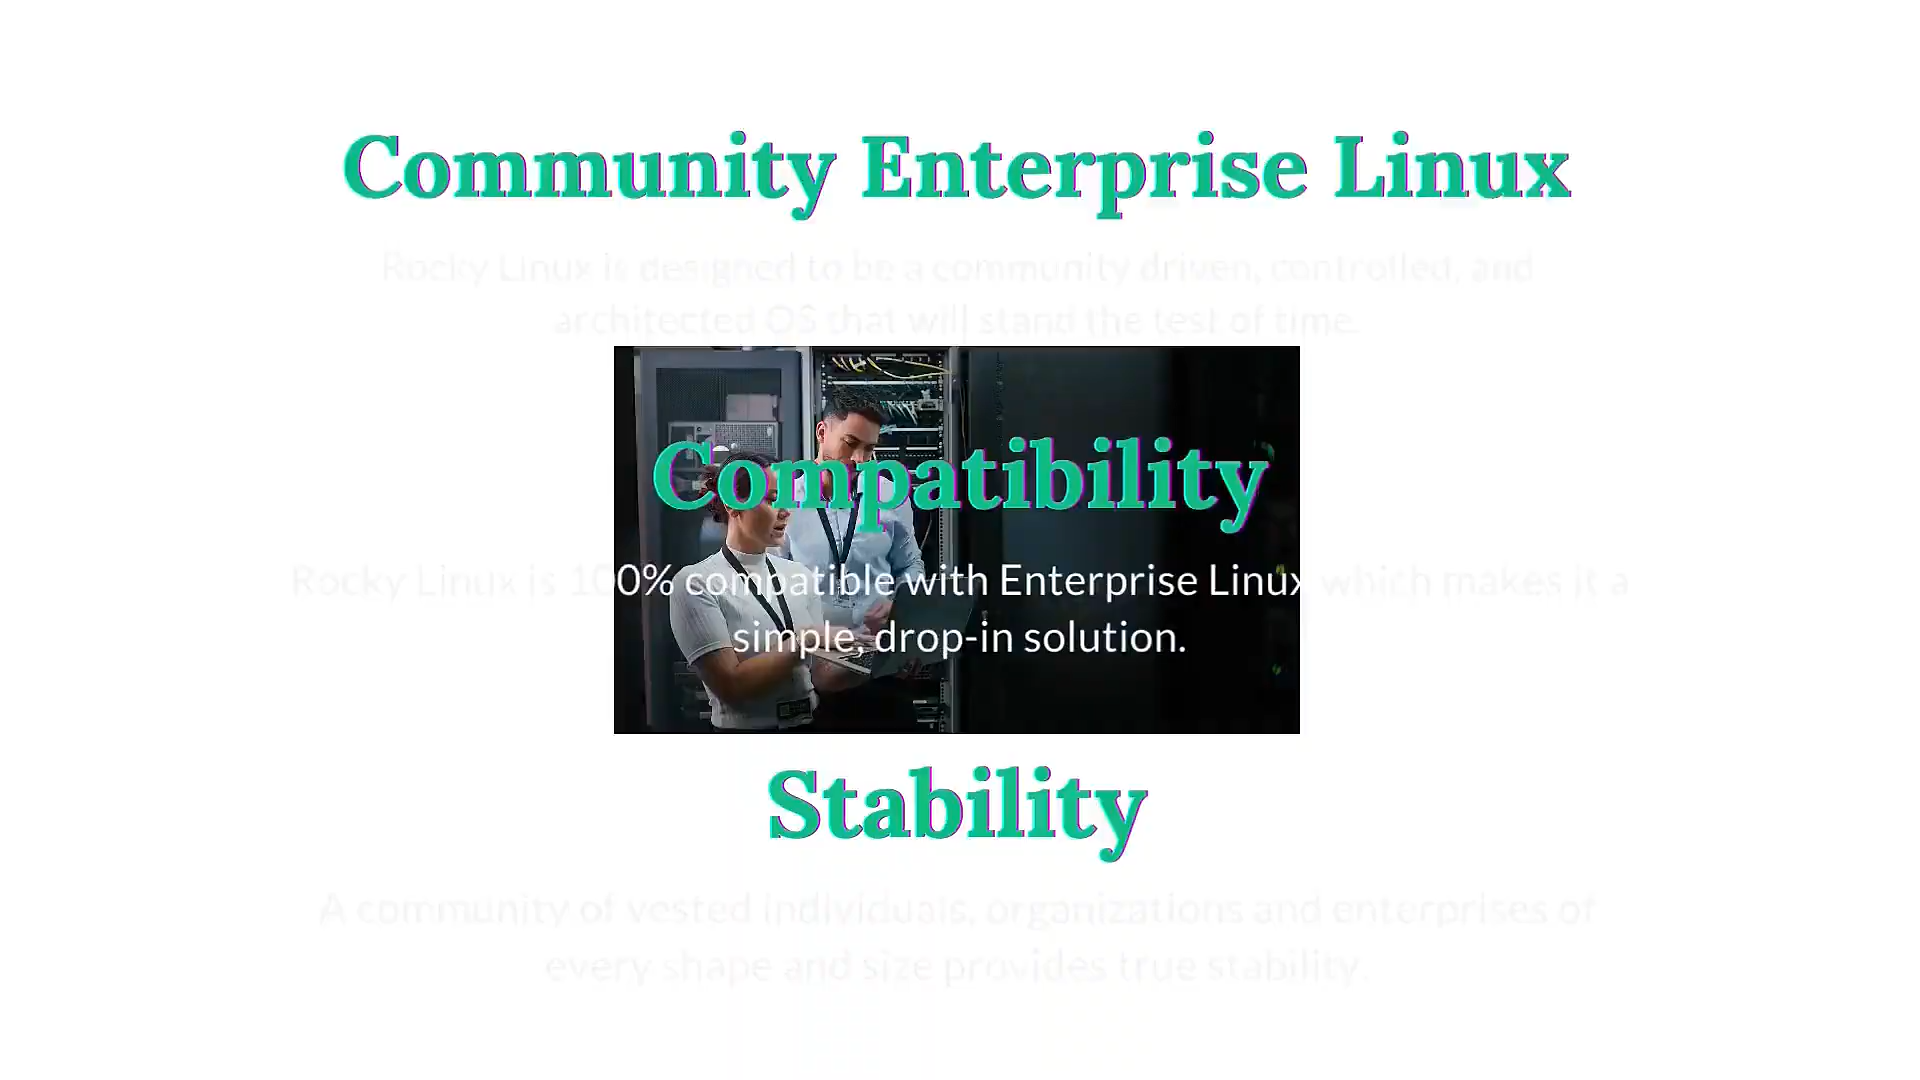 Community Enterprise Linux
Rocky Linux is designed to be a community driven, controlled, and
architected OS that will stand the test of time.
Compatibility
Rocky Linux is 100% compatible with Enterprise Linux which makes it a
simple, drop-in solution.
Stability
A community of vested individuals, organizations and enterprises of
every shape and size provides true stability.